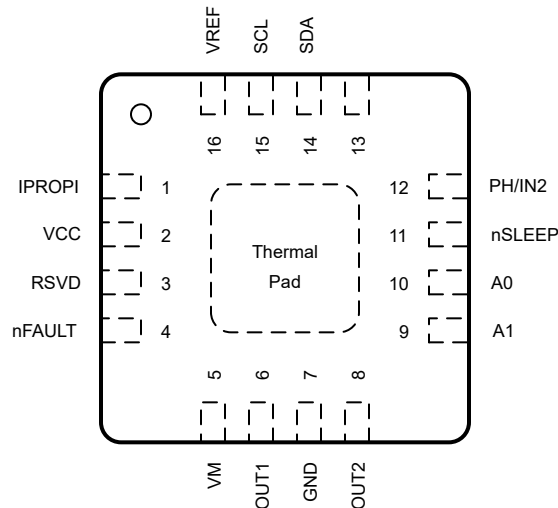 VREF
SCL
SDA
16
15
14
13
IPROPI
1
12
PH/IN2
VCC
2
11
nSLEEP
RSVD
3
Thermal
Pad
10
A0
nFAULT
4
9
A1
5
6
7
8
VM
OUT1
GND
OUT2